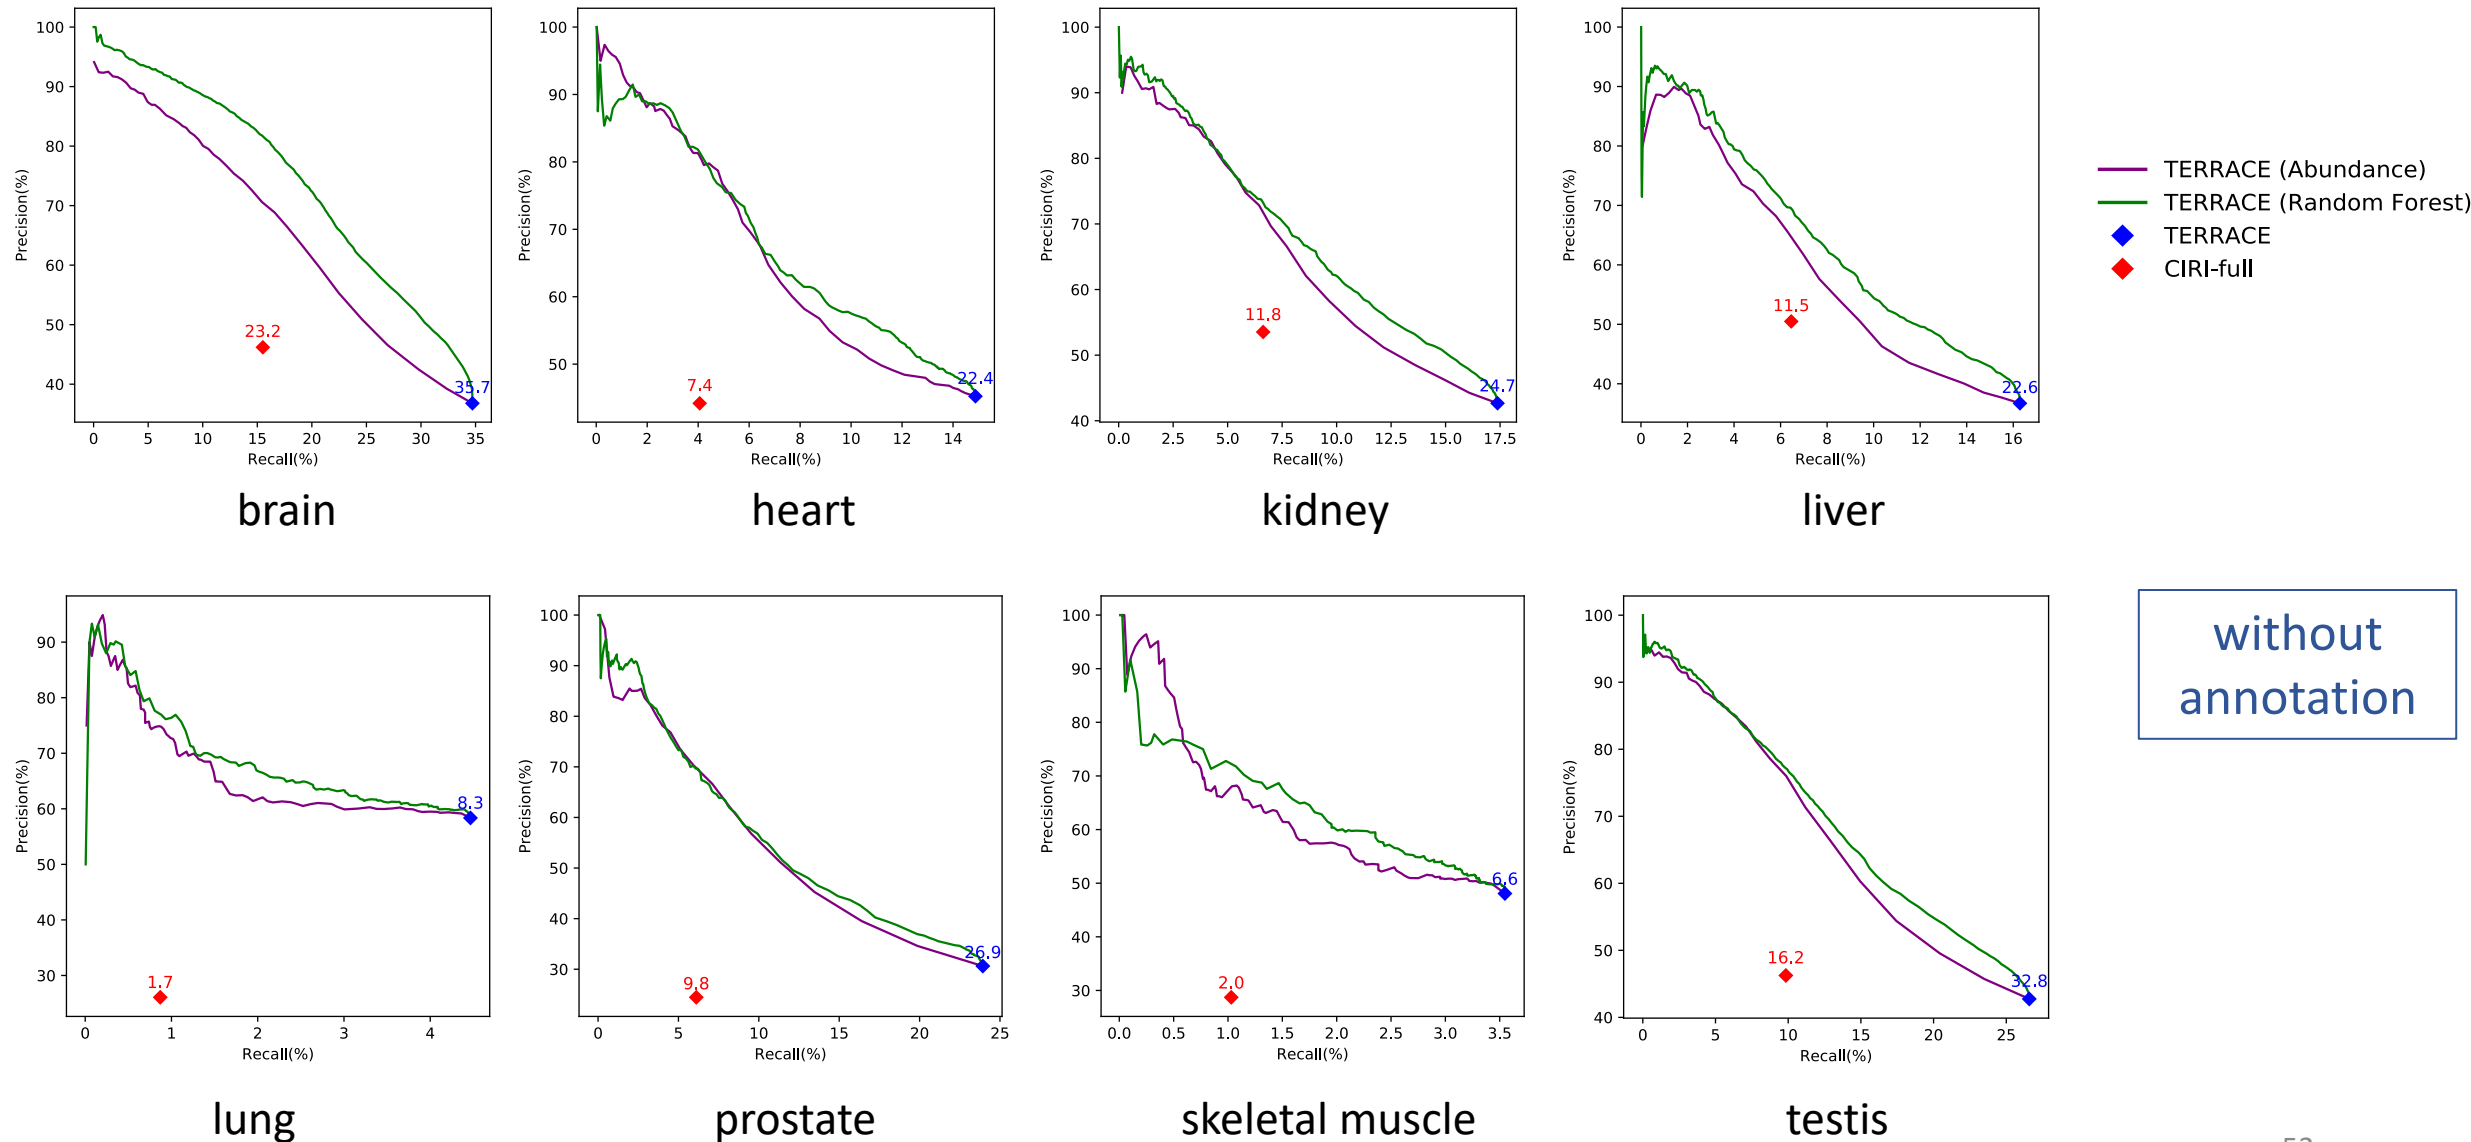 100
90
80
70
60
50
40
Precision(%)
23.2
35.7
0 5 10 15 20 25 30 35
Recall(%)
brain
100
90
80
70
60
50
Precision(%)
7.4
22.4
0 2 4 6 8 10 12 14
Recall(%)
heart
100
90
80
70
60
50
40
Precision(%)
11.8
24.7
0.0 2.5 5.0 7.5 10.0 12.5 15.0 17.5
Recall(%)
kidney
100
90
80
70
60
50
40
Precision(%)
11.5
22.6
0 2 4 6 8 10 12 14 16
Recall(%)
liver
TERRACE (Abundance)
TERRACE (Random Forest)
TERRACE
CIRI-full
90
80
70
60
50
40
30
Precision(%)
8.3
1.7
0 1 2 3 4
Recall(%)
lung
100
90
80
70
60
50
40
30
Precision(%)
26.9
9.8
0 5 10 15 20 25
Recall(%)
prostate
100
90
80
70
60
50
40
30
Precision(%)
6.6
2.0
0.0 0.5 1.0 1.5 2.0 2.5 3.0 3.5
Recall(%)
skeletal muscle
100
90
80
70
60
50
40
Precision(%)
16.2
32.8
0 5 10 15 20 25
Recall(%)
testis
without
annotation